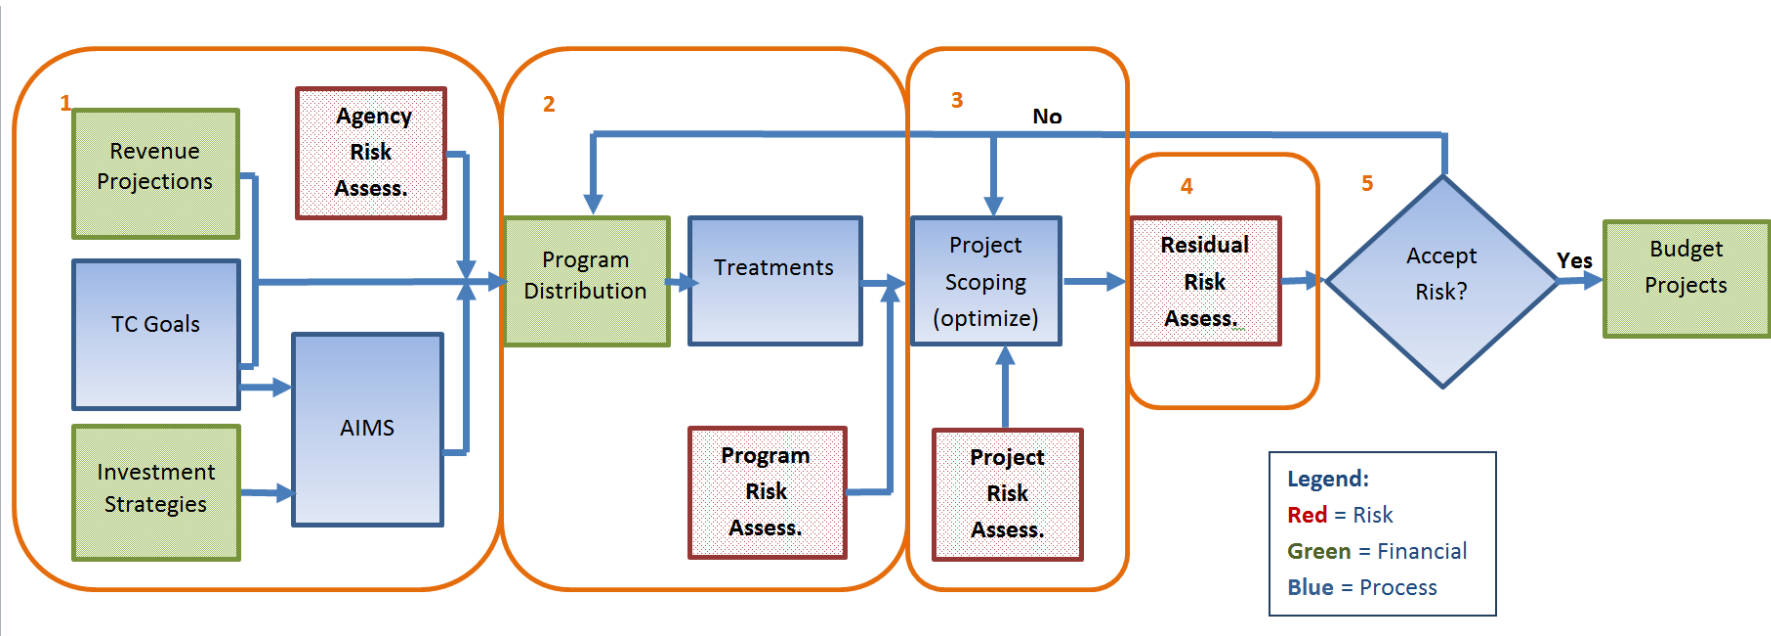 1
Revenue
Projections
TC Goals
Investment
Strategies
Agency
Risk
Assess.
AIMS
2
Program
Distribution
Treatments
Program
Risk
Assess.
3
No
Project
Scoping
(optimize)
Project
Risk
Assess.
4
Residual
Risk
Assess.
5
Accept
Risk?
Yes
Budget
Projects
Legend:
Red = Risk
Green = Financial
Blue = Process